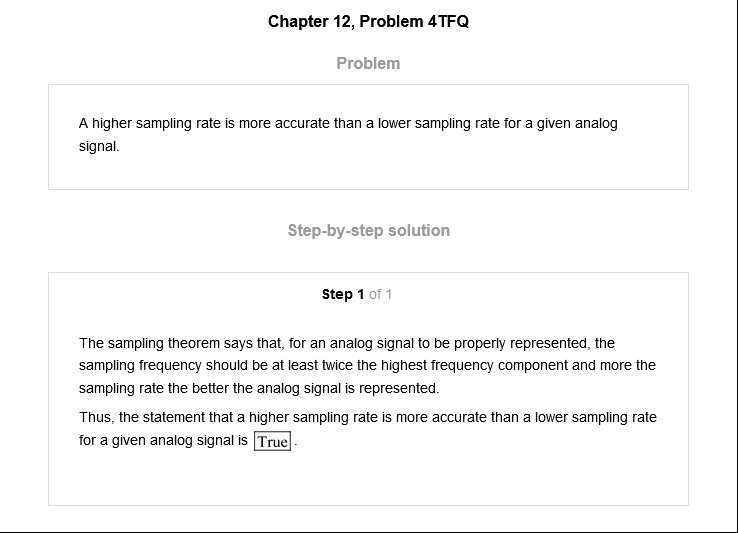 Chapter 12, Problem 4TFQ
Problem
A higher sampling rate is more accurate than a lower sampling rate for a given analog
signal.
Step-by-step solution
Step 1 of 1
The sampling theorem says that, for an analog signal to be properly represented, the
sampling frequency should be at least twice the highest frequency component and more the
sampling rate the better the analog signal is represented.
Thus, the statement that a higher sampling rate is more accurate than a lower sampling rate
for a given analog signal is True.